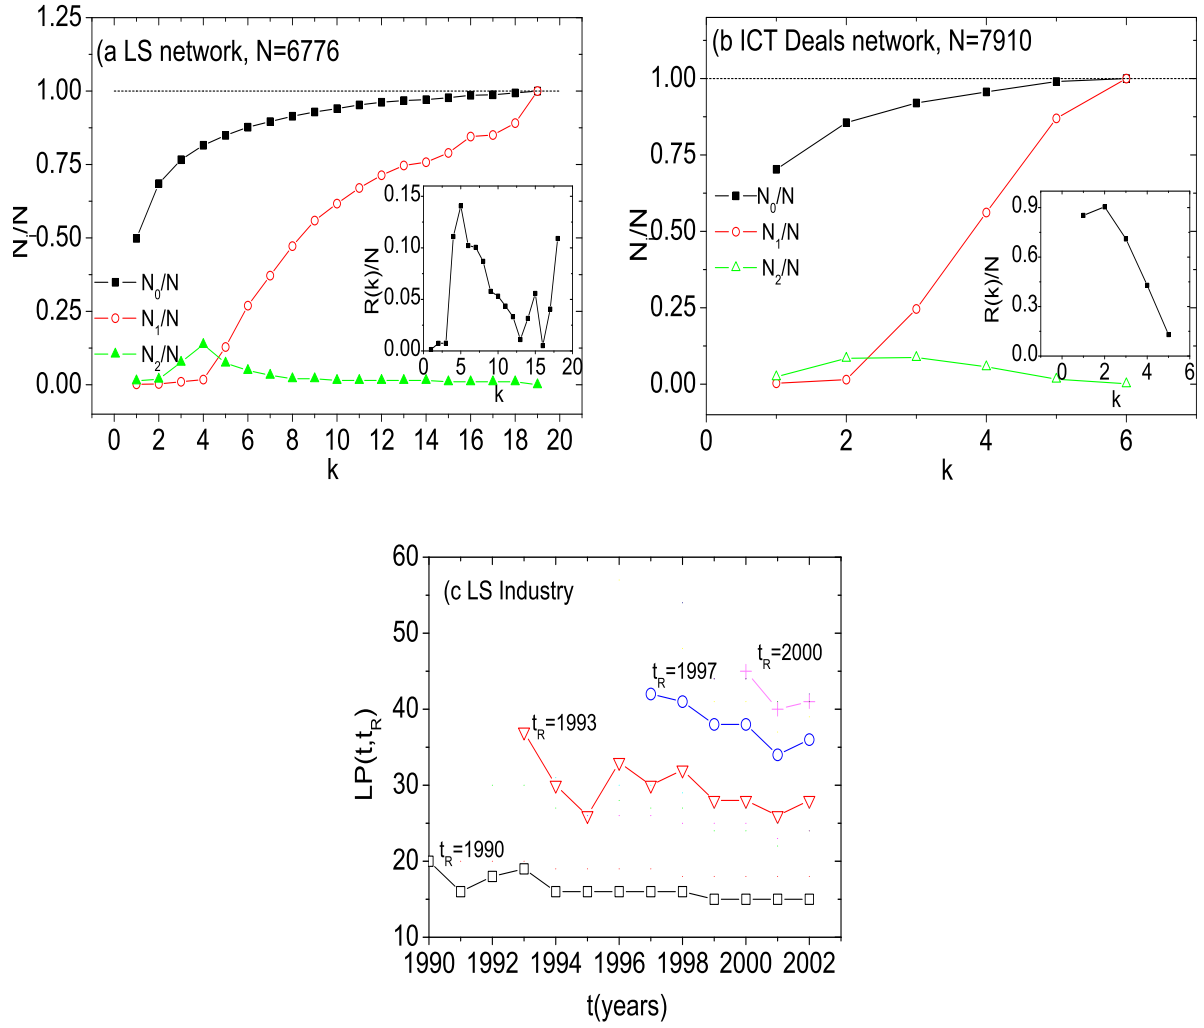 (a LS network, N=6776
1.25
1.00
0.75
0.50
0.25
0.00
N_i/N
N_0/N
N_1/N
N_2/N
0 2 4 6 8 10 12 14 16 18 20
k
0.15
0.10
0.05
0.00
R(k)/N
0 5 10 15 20
k
(b ICT Deals network, N=7910
1.00
0.75
0.50
0.25
0.00
N_i/N
N_0/N
N_1/N
N_2/N
0 2 4 6
k
0.9
0.6
0.3
0.0
R(k)/N
0 2 4 6
k
(c LS Industry
60
50
40
30
20
10
LP(t,t_R)
t_R=2000
t_R=1997
t_R=1993
t_R=1990
1990 1992 1994 1996 1998 2000 2002
t(years)